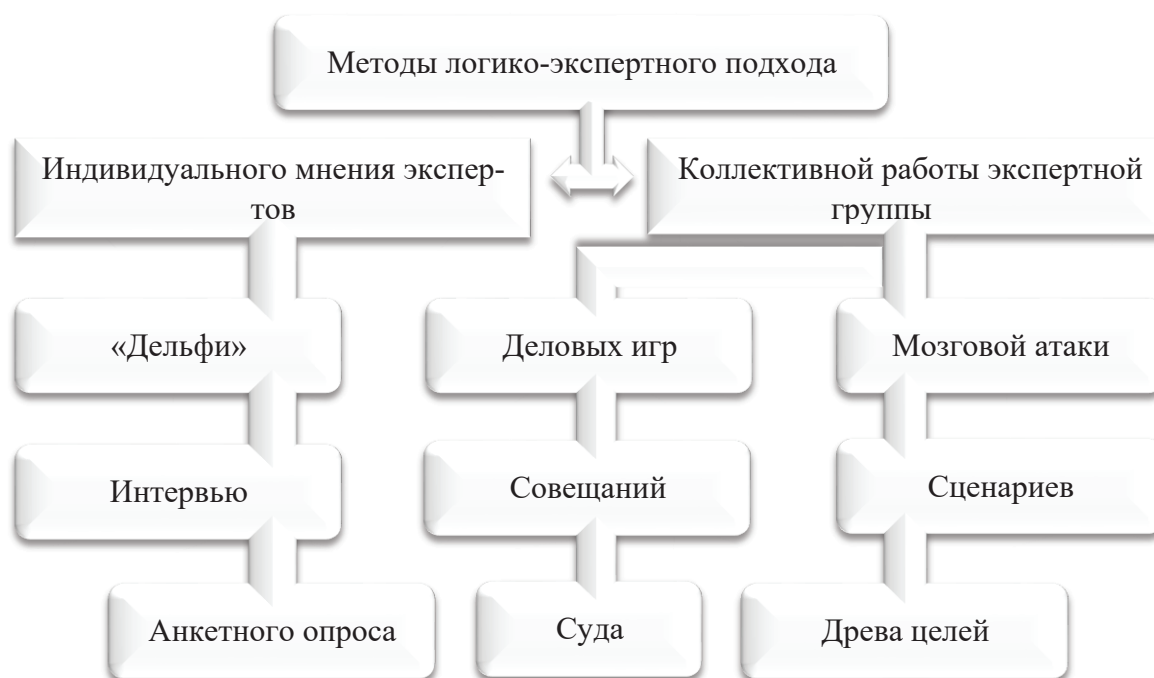 Методы логико-экспертного подхода
Индивидуального мнения экспер-
тов
Коллективной работы экспертной
группы
«Дельфи»
Деловых игр
Мозговой атаки
Интервью
Совещаний
Сценариев
Анкетного опроса
Суда
Древа целей